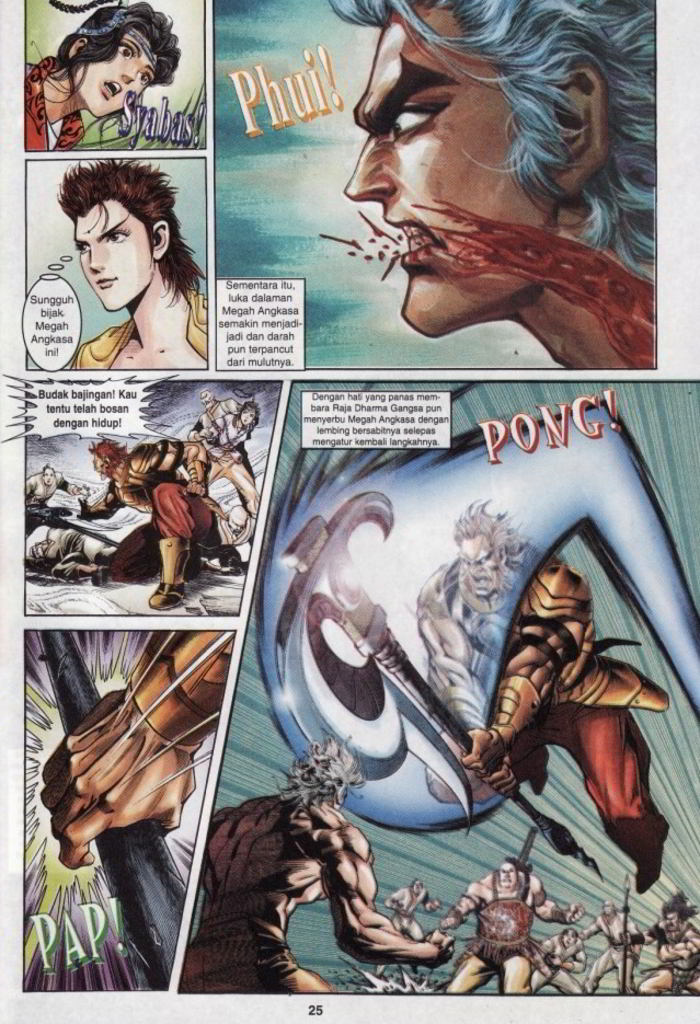 Syabas!
Phui!
Sungguh
bijak
Megah
Angkasa
ini!
Sementara itu,
luka dalaman
Megah Angkasa
semakin menjadi-
jadi dan darah
pun terpancut
dari mulutnya.
Budak bajingan! Kau
tentu telah bosan
dengan hidup!
Dengan hati yang panas mem-
bara Raja Dharma Gangsa pun
menyerbu Megah Angkasa dengan
lembing bersabitnya selepas
mengatur kembali langkahnya.
PONG!
PAP!
25